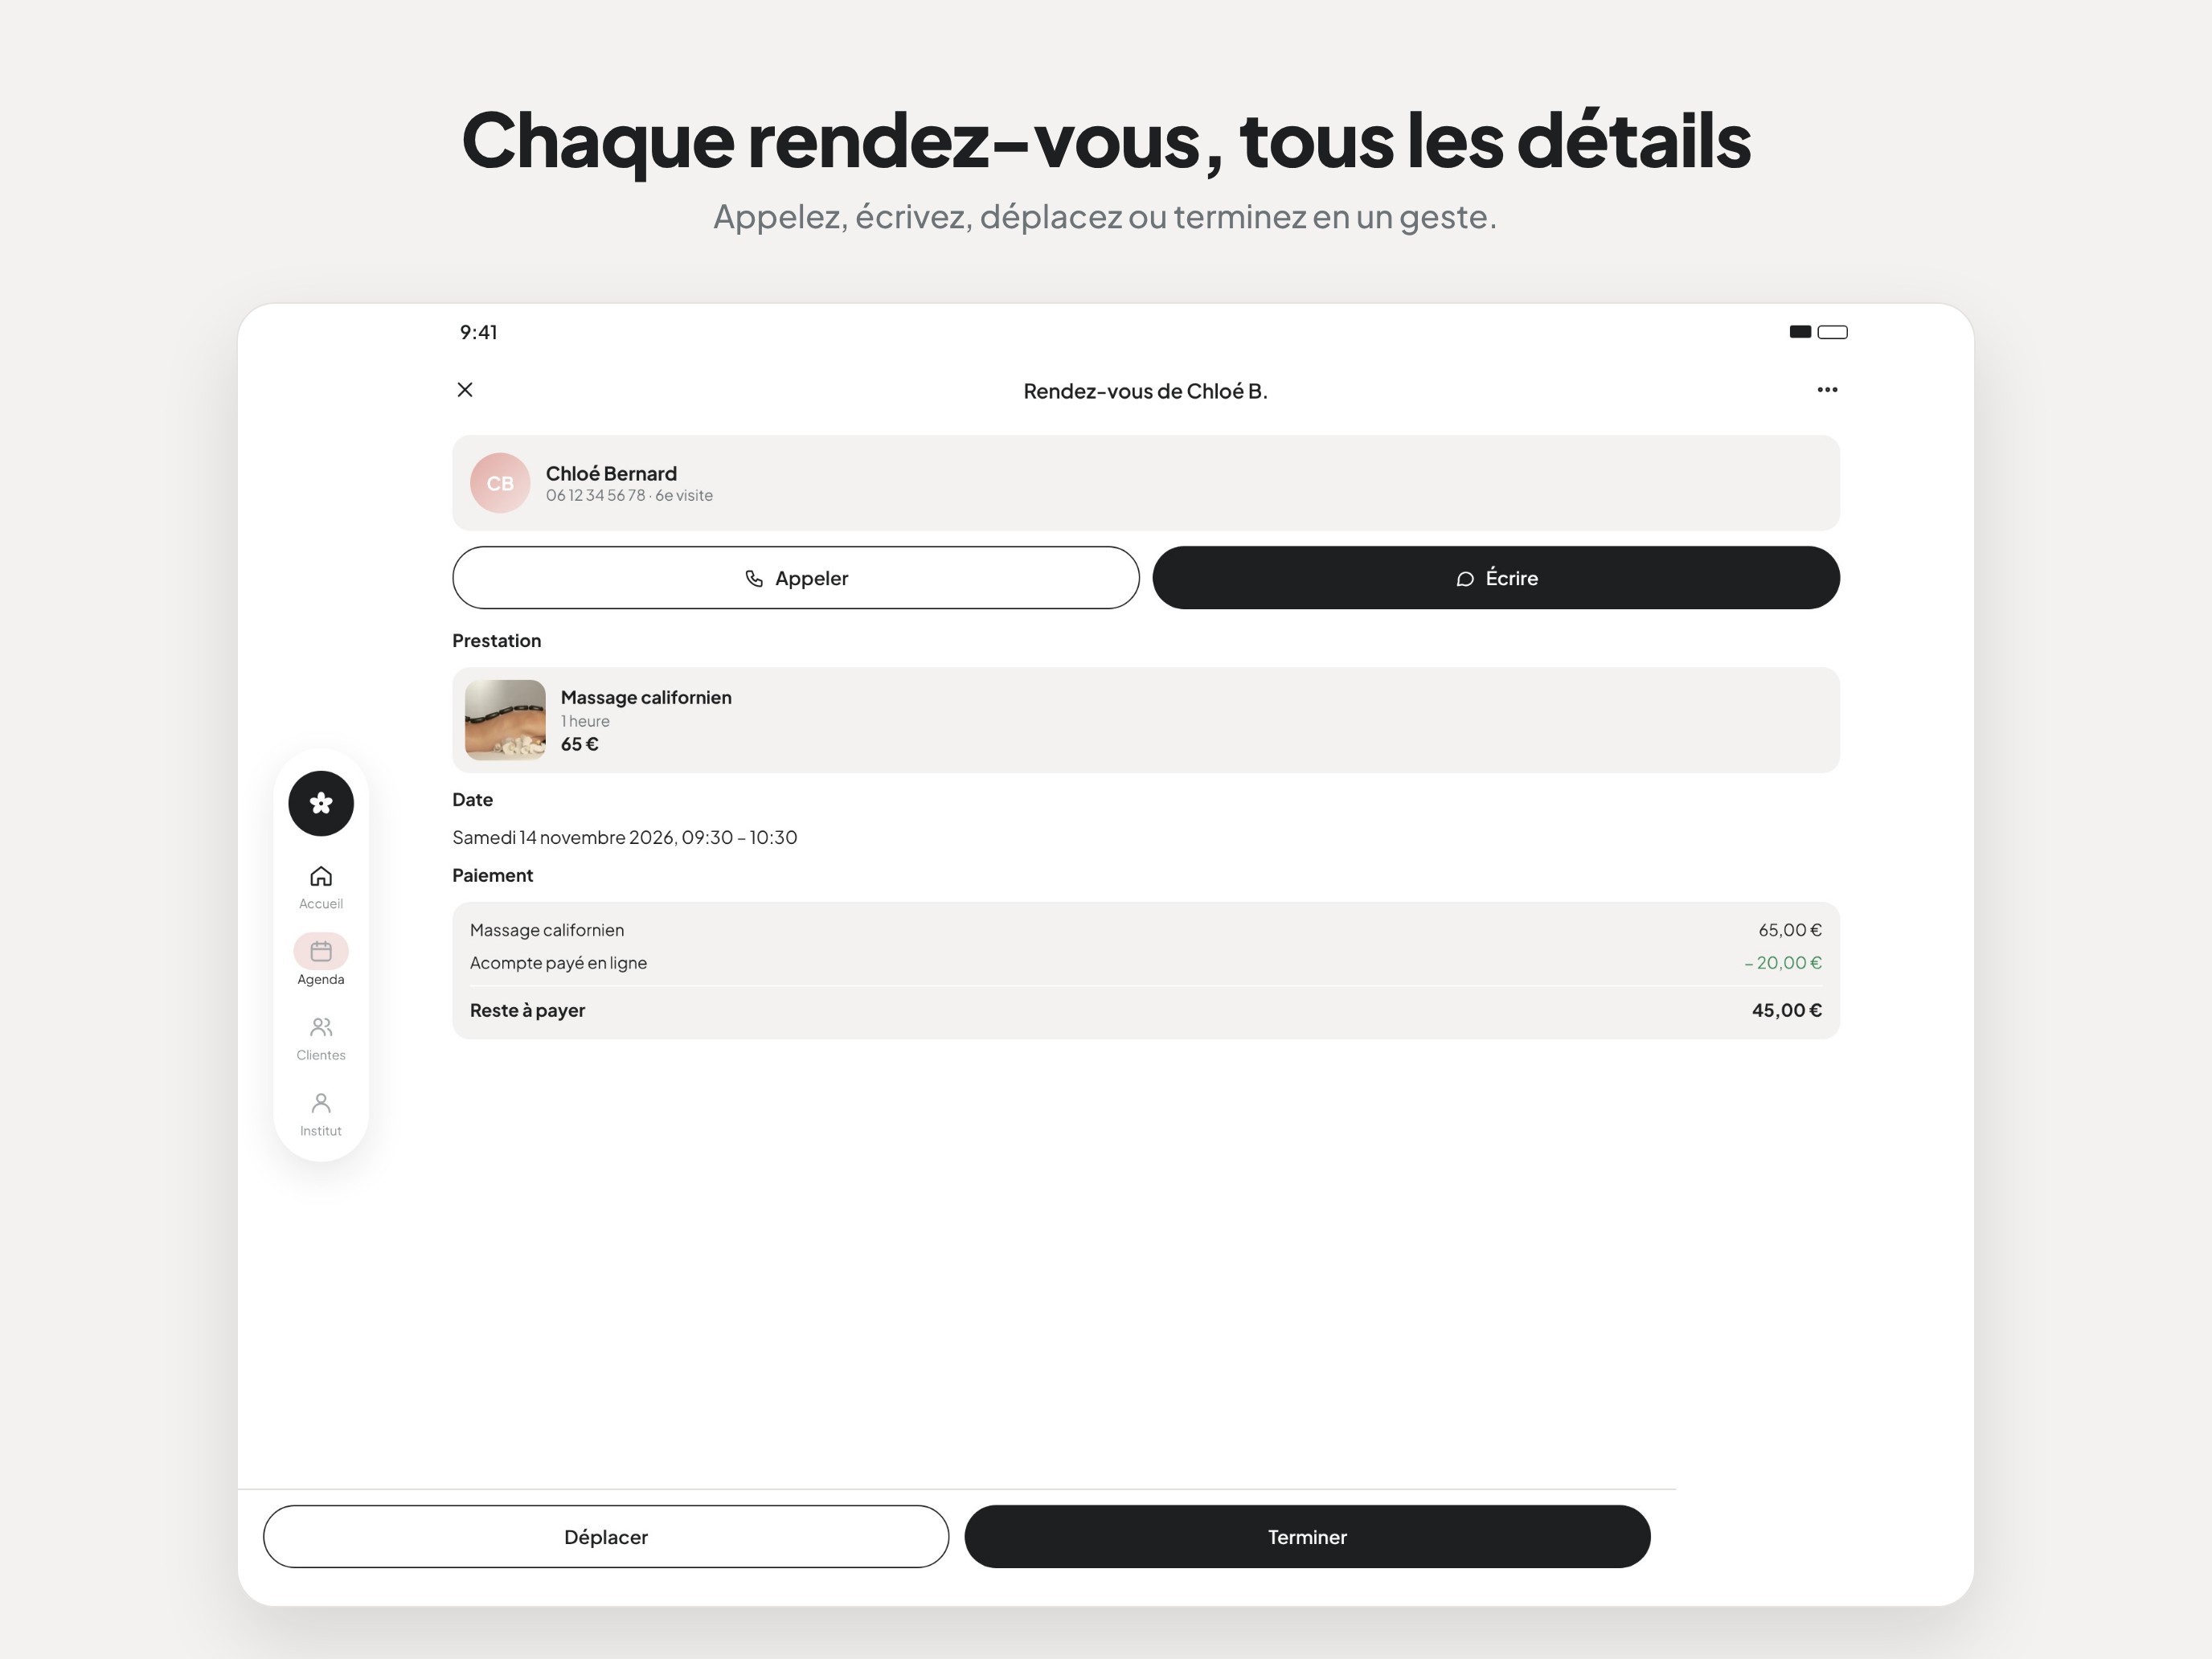 Chaque rendez-vous, tous les détails
Appelez, écrivez, déplacez ou terminez en un geste.
9:41
Rendez-vous de Chloé B.
CB
Chloé Bernard
06 12 34 56 78 · 6e visite
Appeler
Écrire
Prestation
Massage californien
1 heure
65 €
Date
Samedi 14 novembre 2026, 09:30 – 10:30
Paiement
Massage californien 65,00 €
Acompte payé en ligne – 20,00 €
Reste à payer 45,00 €
Accueil
Agenda
Clientes
Institut
Déplacer
Terminer